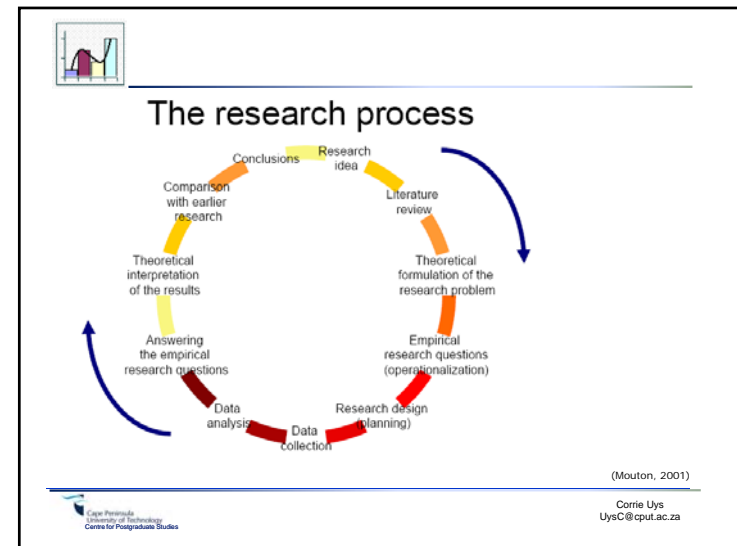 The research process
Research
idea
Literature
review
Theoretical
formulation of the
research problem
Empirical
research questions
(operationalization)
Research design
(planning)
Data
collection
Data
analysis
Answering
the empirical
research questions
Theoretical
interpretation
of the results
Comparison
with earlier
research
Conclusions
(Mouton, 2001)
Cape Peninsula
University of Technology
Centre for Postgraduate Studies
Corrie Uys
UysC@cput.ac.za